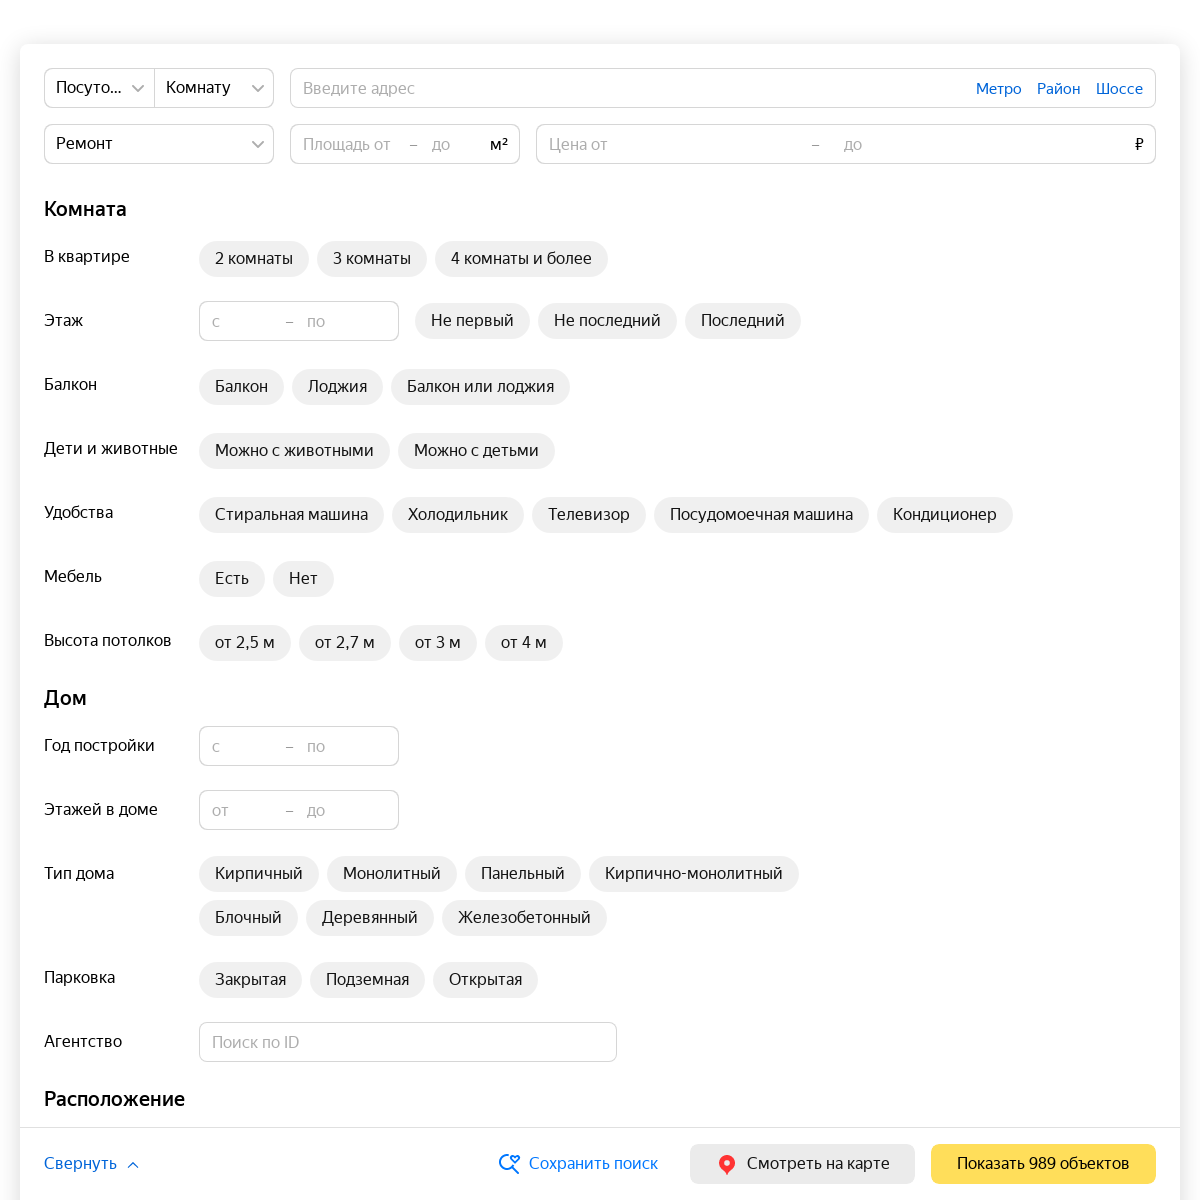 Посуто... Комнату Введите адрес Метро Район Шоссе
Ремонт Площадь от – до м² Цена от – до ₽
Комната
В квартире 2 комнаты 3 комнаты 4 комнаты и более
Этаж с – по Не первый Не последний Последний
Балкон Балкон Лоджия Балкон или лоджия
Дети и животные Можно с животными Можно с детьми
Удобства Стиральная машина Холодильник Телевизор Посудомоечная машина Кондиционер
Мебель Есть Нет
Высота потолков от 2,5 м от 2,7 м от 3 м от 4 м
Дом
Год постройки с – по
Этажей в доме от – до
Тип дома Кирпичный Монолитный Панельный Кирпично-монолитный
Блочный Деревянный Железобетонный
Парковка Закрытая Подземная Открытая
Агентство Поиск по ID
Расположение
Свернуть Сохранить поиск Смотреть на карте Показать 989 объектов